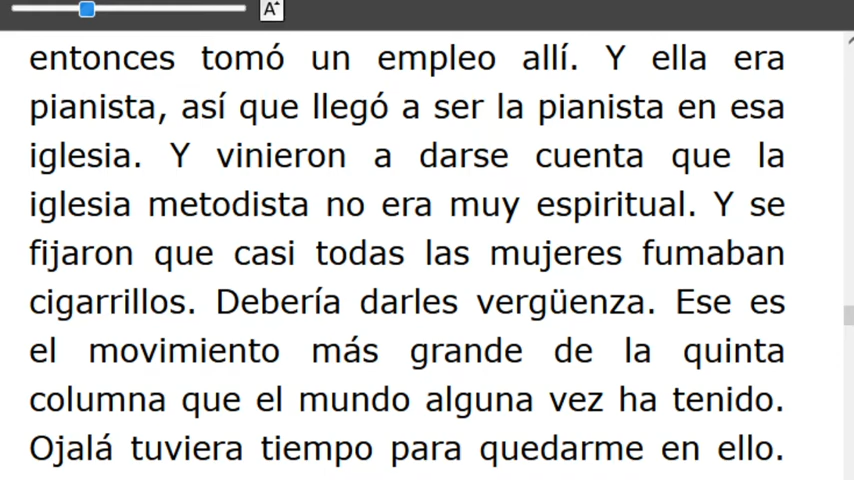 A
entonces tomó un empleo allí. Y ella era
pianista, así que llegó a ser la pianista en esa
iglesia. Y vinieron a darse cuenta que la
iglesia metodista no era muy espiritual. Y se
fijaron que casi todas las mujeres fumaban
cigarrillos. Debería darles vergüenza. Ese es
el movimiento más grande de la quinta
columna que el mundo alguna vez ha tenido.
Ojalá tuviera tiempo para quedarme en ello.